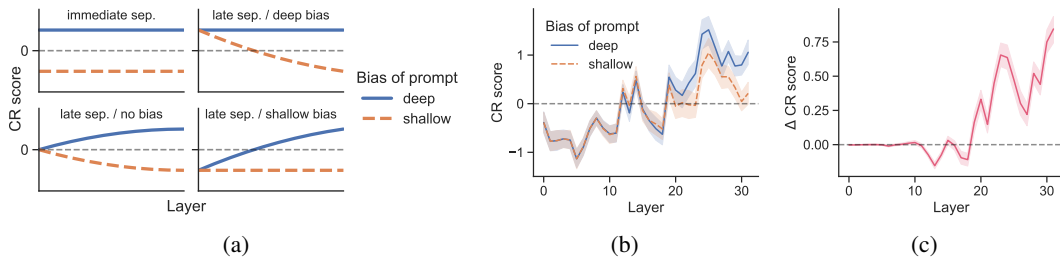 immediate sep.
late sep. / deep bias
0
late sep. / no bias
late sep. / shallow bias
0
CR score
Layer
Bias of prompt
deep
shallow
(a)
Bias of prompt
deep
shallow
1
0
−1
CR score
0
10
20
30
Layer
(b)
0.75
0.50
0.25
0.00
Δ CR score
0
10
20
30
Layer
(c)